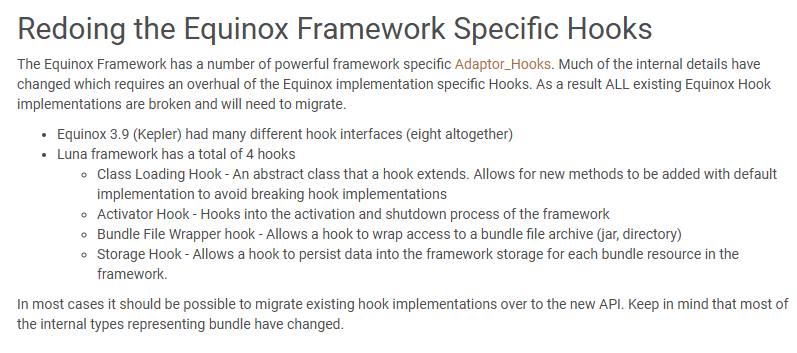 Redoing the Equinox Framework Specific Hooks
The Equinox Framework has a number of powerful framework specific Adaptor_Hooks. Much of the internal details have
changed which requires an overhual of the Equinox implementation specific Hooks. As a result ALL existing Equinox Hook
implementations are broken and will need to migrate.
• Equinox 3.9 (Kepler) had many different hook interfaces (eight altogether)
• Luna framework has a total of 4 hooks
◦ Class Loading Hook - An abstract class that a hook extends. Allows for new methods to be added with default
implementation to avoid breaking hook implementations
◦ Activator Hook - Hooks into the activation and shutdown process of the framework
◦ Bundle File Wrapper hook - Allows a hook to wrap access to a bundle file archive (jar, directory)
◦ Storage Hook - Allows a hook to persist data into the framework storage for each bundle resource in the
framework.
In most cases it should be possible to migrate existing hook implementations over to the new API. Keep in mind that most of
the internal types representing bundle have changed.